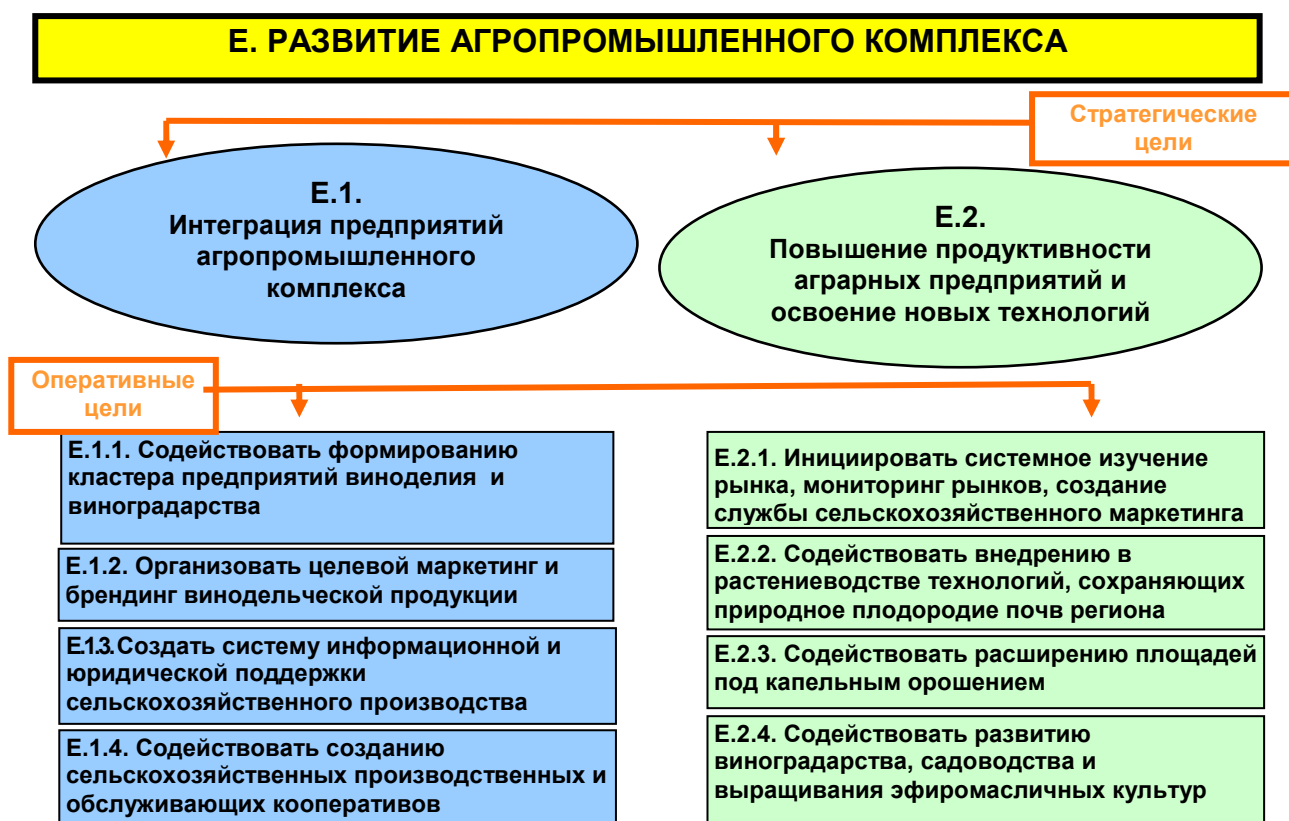 Е. РАЗВИТИЕ АГРОПРОМЫШЛЕННОГО КОМПЛЕКСА
Стратегические
цели
Е.1.
Интеграция предприятий
агропромышленного
комплекса
Е.2.
Повышение продуктивности
аграрных предприятий и
освоение новых технологий
Оперативные
цели
Е.1.1. Содействовать формированию
кластера предприятий виноделия и
виноградарства
Е.1.2. Организовать целевой маркетинг и
брендинг винодельческой продукции
Е.1.3. Создать систему информационной и
юридической поддержки
сельскохозяйственного производства
Е.1.4. Содействовать созданию
сельскохозяйственных производственных и
обслуживающих кооперативов
Е.2.1. Инициировать системное изучение
рынка, мониторинг рынков, создание
службы сельскохозяйственного маркетинга
Е.2.2. Содействовать внедрению в
растениеводстве технологий, сохраняющих
природное плодородие почв региона
Е.2.3. Содействовать расширению площадей
под капельным орошением
Е.2.4. Содействовать развитию
виноградарства, садоводства и
выращивания эфиромасличных культур